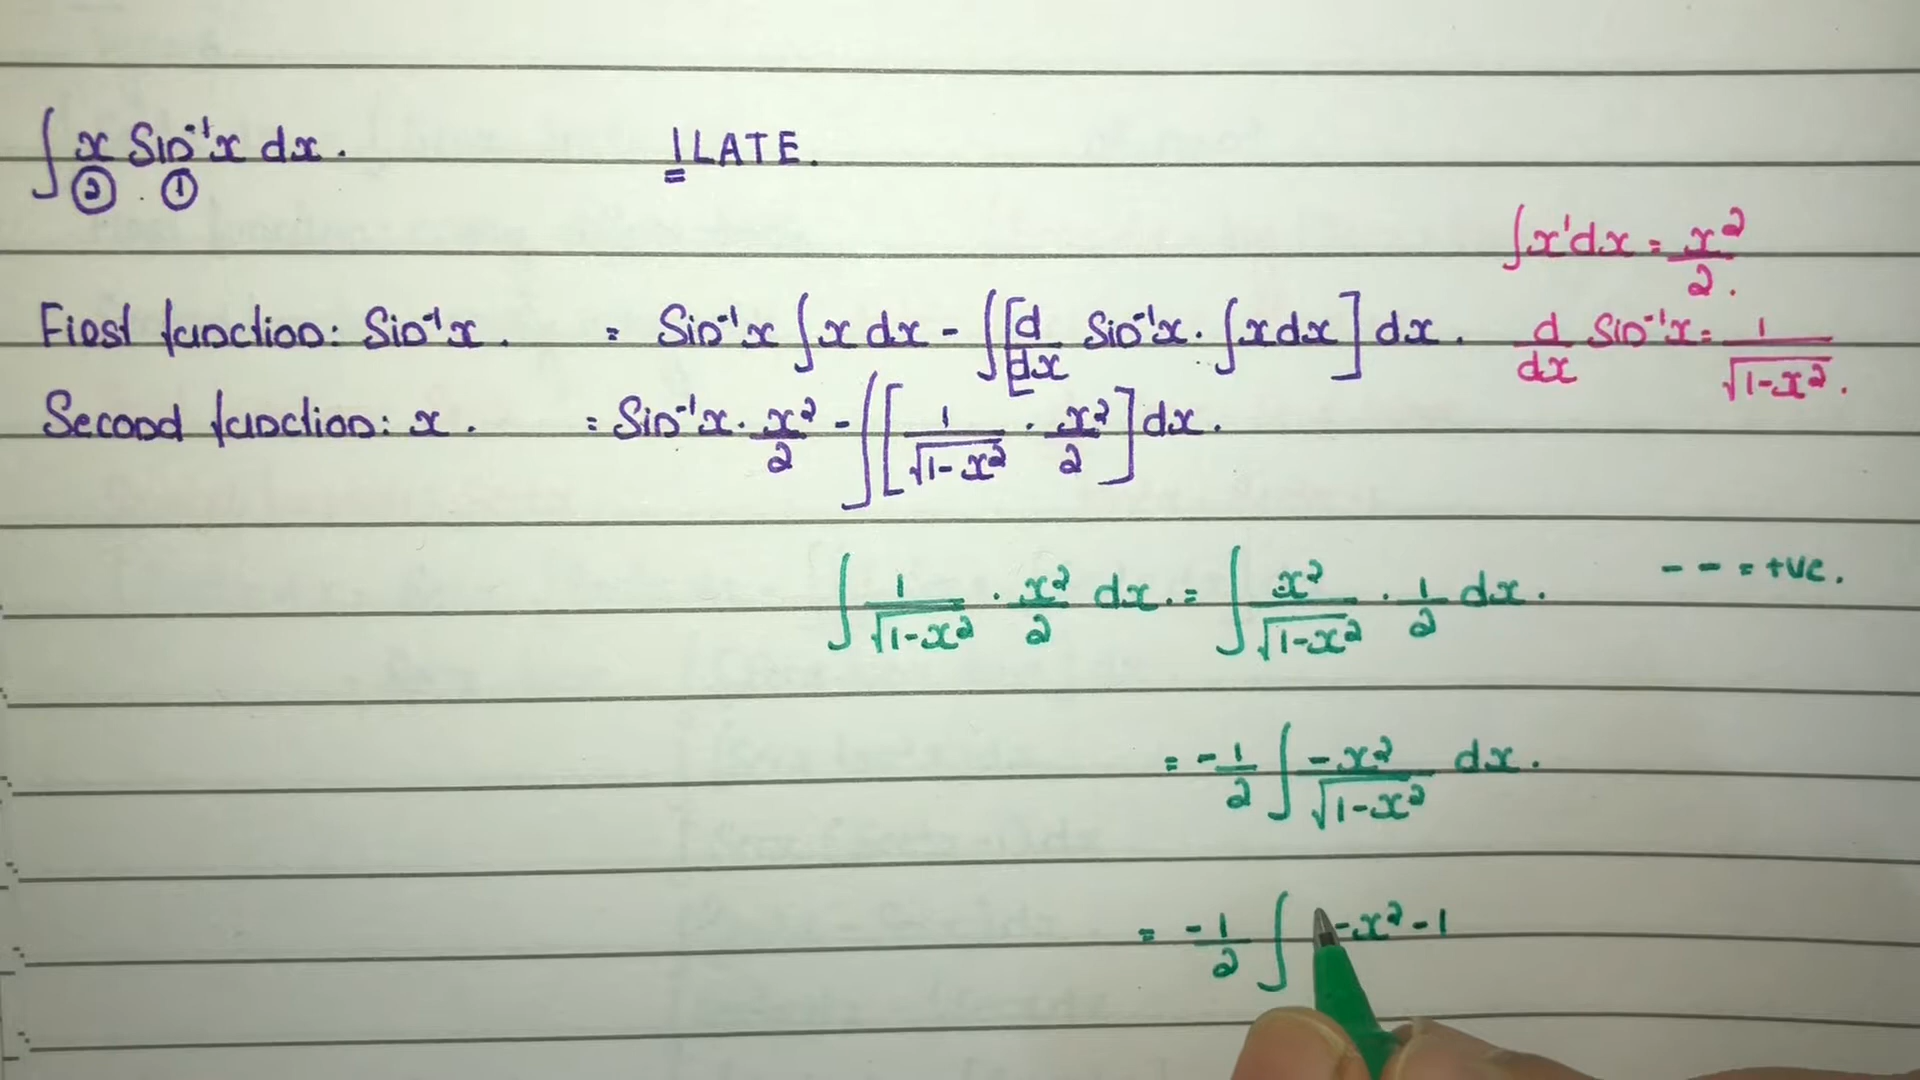 ∫ x Sin⁻¹x dx.
② . ①
ILATE.
∫x¹dx = x²/2.
First function: Sin⁻¹x.
= Sin⁻¹x ∫x dx - ∫[d/dx Sin⁻¹x . ∫xdx] dx.
d/dx Sin⁻¹x = 1/√1-x².
Second function: x.
= Sin⁻¹x . x²/2 - ∫[1/√1-x² . x²/2] dx.
∫ 1/√1-x² . x²/2 dx. = ∫ x²/√1-x² . 1/2 dx.
- - = +ve.
= -1/2 ∫ -x²/√1-x² dx.
= -1/2 ∫ -x² - 1